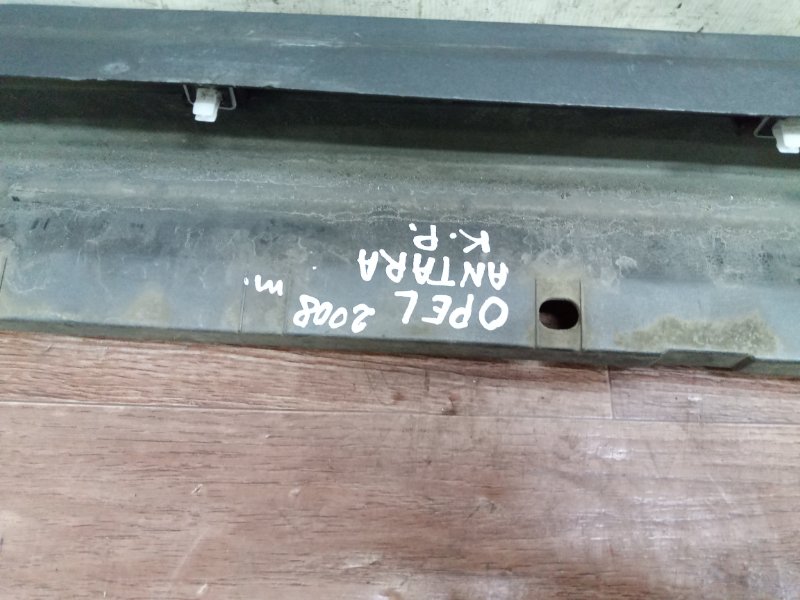 OPEL 2008 m.
ANTARA
K.P.